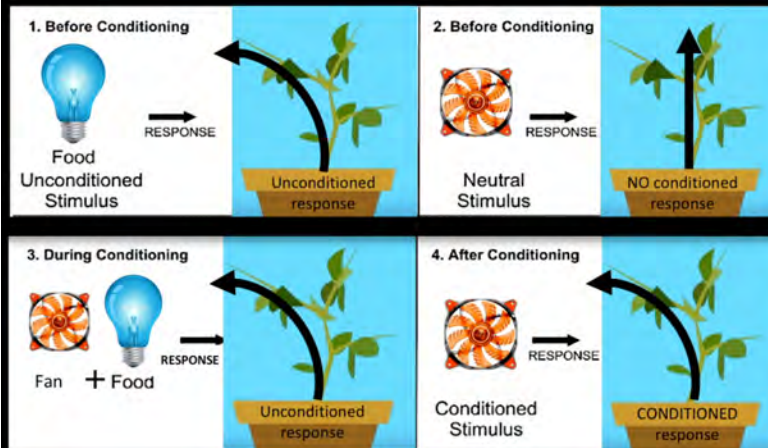 1. Before Conditioning
RESPONSE
Food
Unconditioned
Stimulus
Unconditioned
response
2. Before Conditioning
RESPONSE
Neutral
Stimulus
NO conditioned
response
3. During Conditioning
RESPONSE
Fan + Food
Unconditioned
response
4. After Conditioning
RESPONSE
Conditioned
Stimulus
CONDITIONED
response